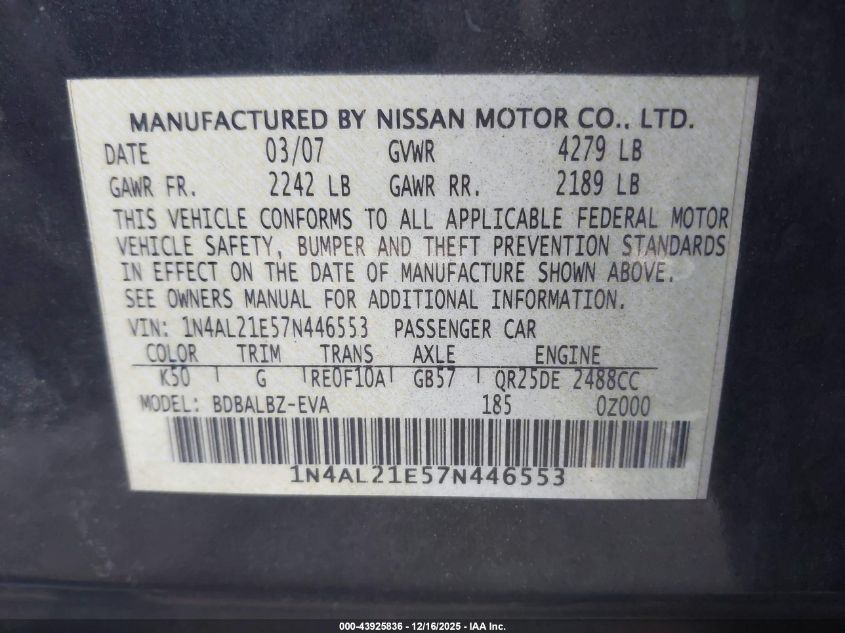 MANUFACTURED BY NISSAN MOTOR CO., LTD.
DATE 03/07 GVWR 4279 LB
GAWR FR. 2242 LB GAWR RR. 2189 LB
THIS VEHICLE CONFORMS TO ALL APPLICABLE FEDERAL MOTOR
VEHICLE SAFETY, BUMPER AND THEFT PREVENTION STANDARDS
IN EFFECT ON THE DATE OF MANUFACTURE SHOWN ABOVE.
SEE OWNERS MANUAL FOR ADDITIONAL INFORMATION.
VIN: 1N4AL21E57N446553 PASSENGER CAR
COLOR TRIM TRANS AXLE ENGINE
K50 G RE0F10A GB57 QR25DE 2488CC
MODEL: BDBALBZ-EVA 185 0Z000
1N4AL21E57N446553
000-43925836 - 12/16/2025 - IAA Inc.